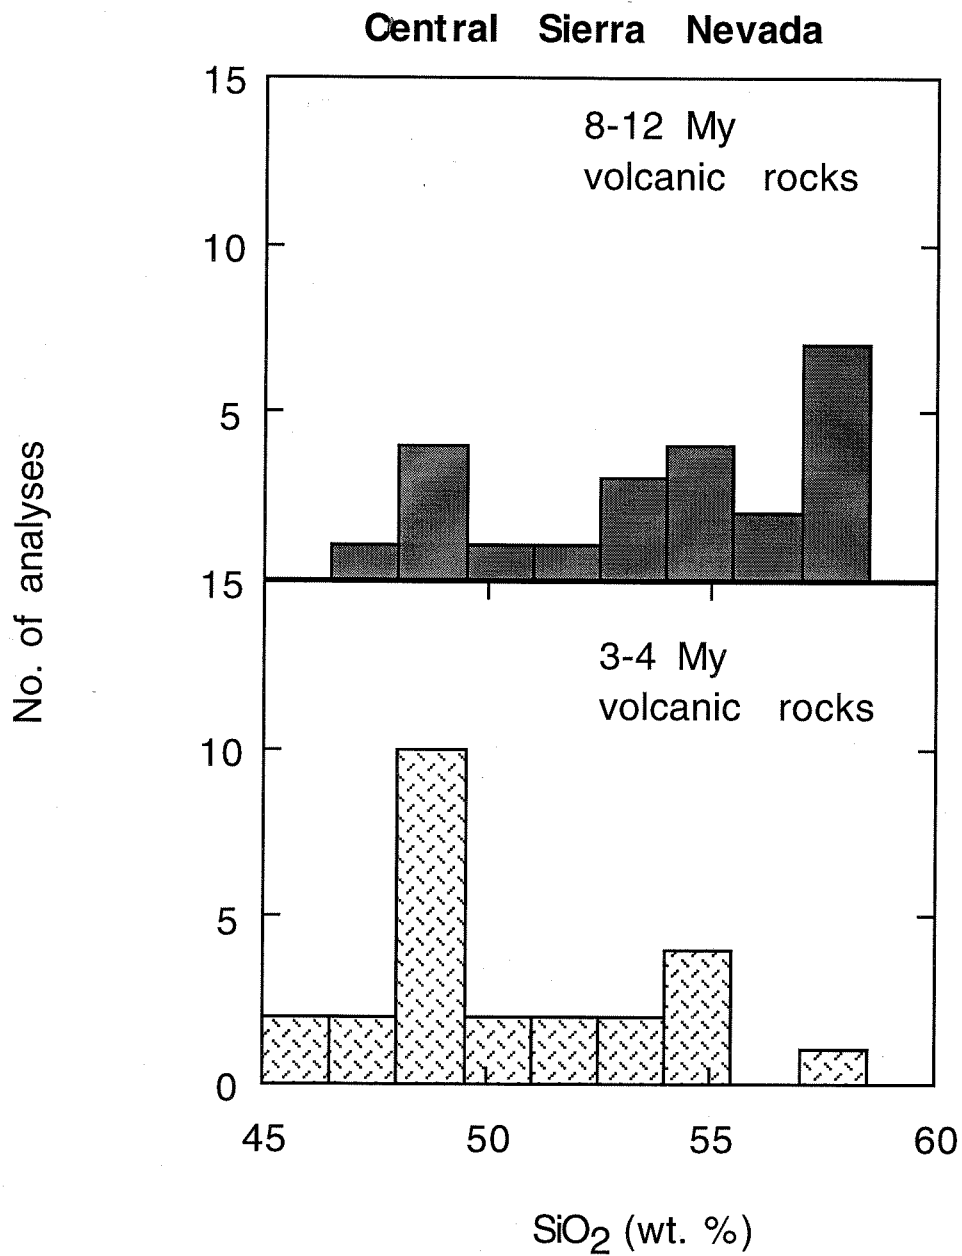 Central Sierra Nevada
15
8-12 My
volcanic rocks
10
5
No. of analyses
15
3-4 My
volcanic rocks
10
5
0
45 50 55 60
SiO₂ (wt. %)